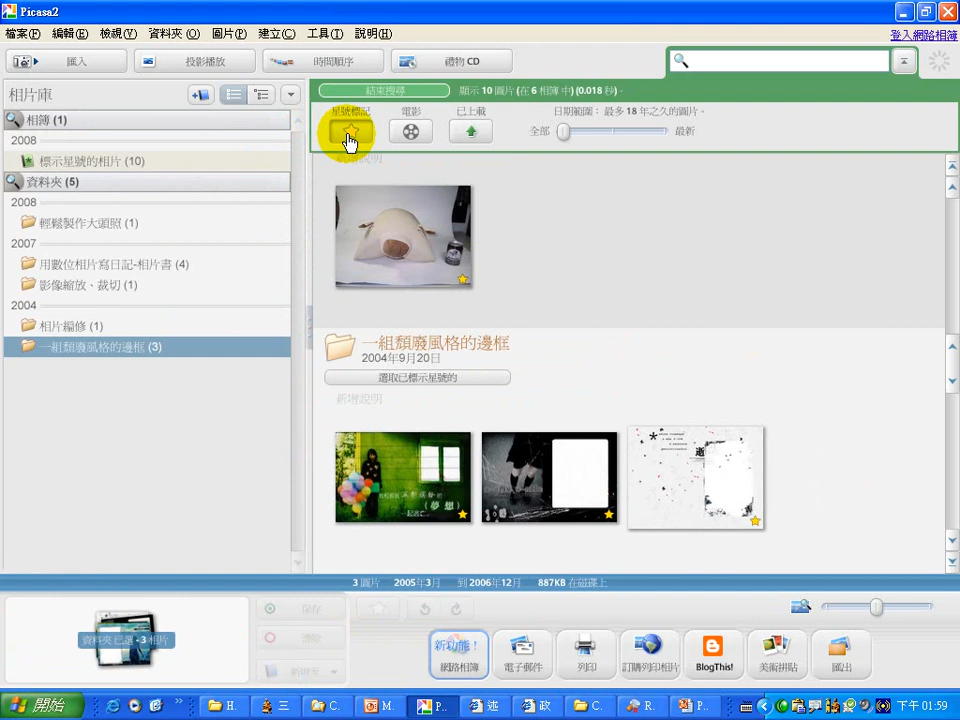 Picasa2
檔案(F) 編輯(E) 檢視(V) 資料夾(O) 圖片(P) 建立(C) 工具(T) 說明(H)
登入網路相簿
匯入
投影播放
時間順序
禮物 CD
相片庫
結束搜尋
顯示 10 圖片 (在 6 相簿 中) (0.018 秒)。
星號標記
電影
已上載
日期範圍： 最多 18 年之久的圖片。
全部
最新
相簿 (1)
2008
標示星號的相片 (10)
資料夾 (5)
2008
輕鬆製作大頭照 (1)
2007
用數位相片寫日記-相片書 (4)
影像縮放、裁切 (1)
2004
相片編修 (1)
一組頹廢風格的邊框 (3)
新增說明
一組頹廢風格的邊框
2004年9月20日
選取已標示星號的
新增說明
3 圖片 2005年3月 到 2006年12月 887KB 在磁碟上
資料夾 已選 - 3 相片
保存
清除
新增至
新功能！
網路相簿
電子郵件
列印
訂購列印相片
BlogThis!
美術拼貼
匯出
開始
H.
三
C.
M.
P.
政
C.
R.
P.
下午 01:59